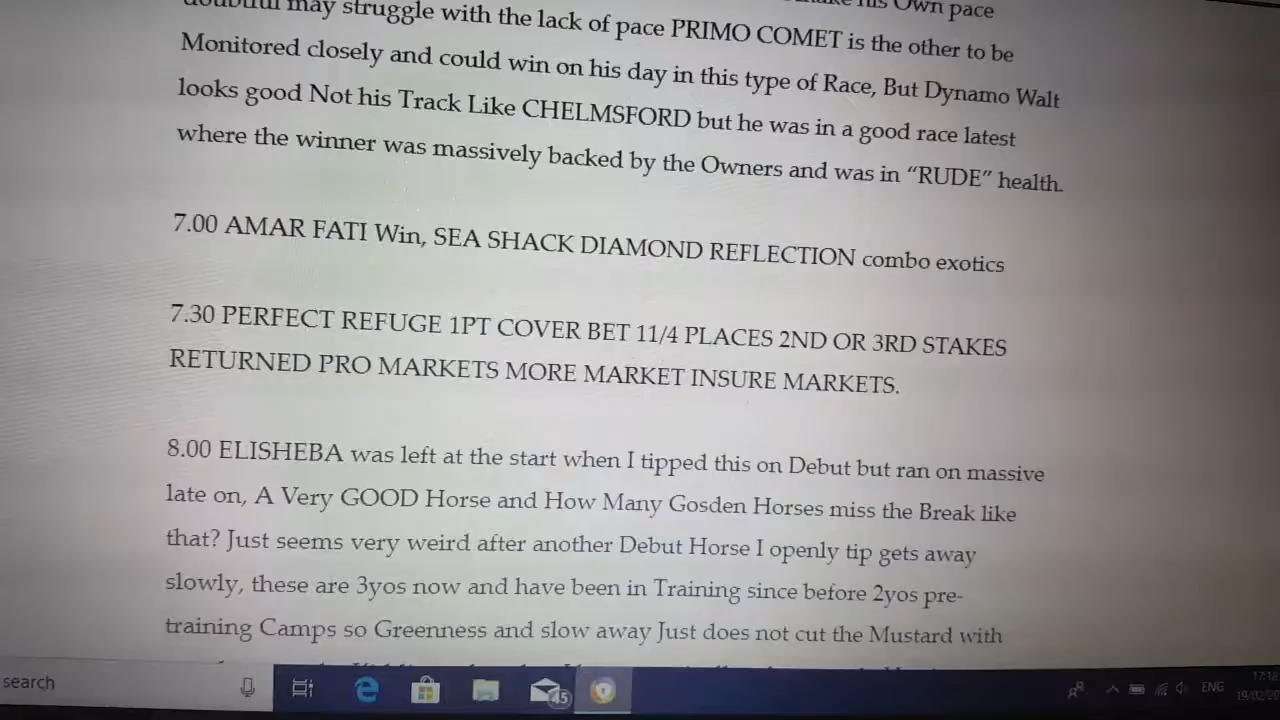 his Own pace
may struggle with the lack of pace PRIMO COMET is the other to be
Monitored closely and could win on his day in this type of Race, But Dynamo Walt
looks good Not his Track Like CHELMSFORD but he was in a good race latest
where the winner was massively backed by the Owners and was in “RUDE” health.
7.00 AMAR FATI Win, SEA SHACK DIAMOND REFLECTION combo exotics
7.30 PERFECT REFUGE 1PT COVER BET 11/4 PLACES 2ND OR 3RD STAKES
RETURNED PRO MARKETS MORE MARKET INSURE MARKETS.
8.00 ELISHEBA was left at the start when I tipped this on Debut but ran on massive
late on, A Very GOOD Horse and How Many Gosden Horses miss the Break like
that? Just seems very weird after another Debut Horse I openly tip gets away
slowly, these are 3yos now and have been in Training since before 2yos pre-
training Camps so Greenness and slow away Just does not cut the Mustard with
search
45
ENG
17:18
19/02/20